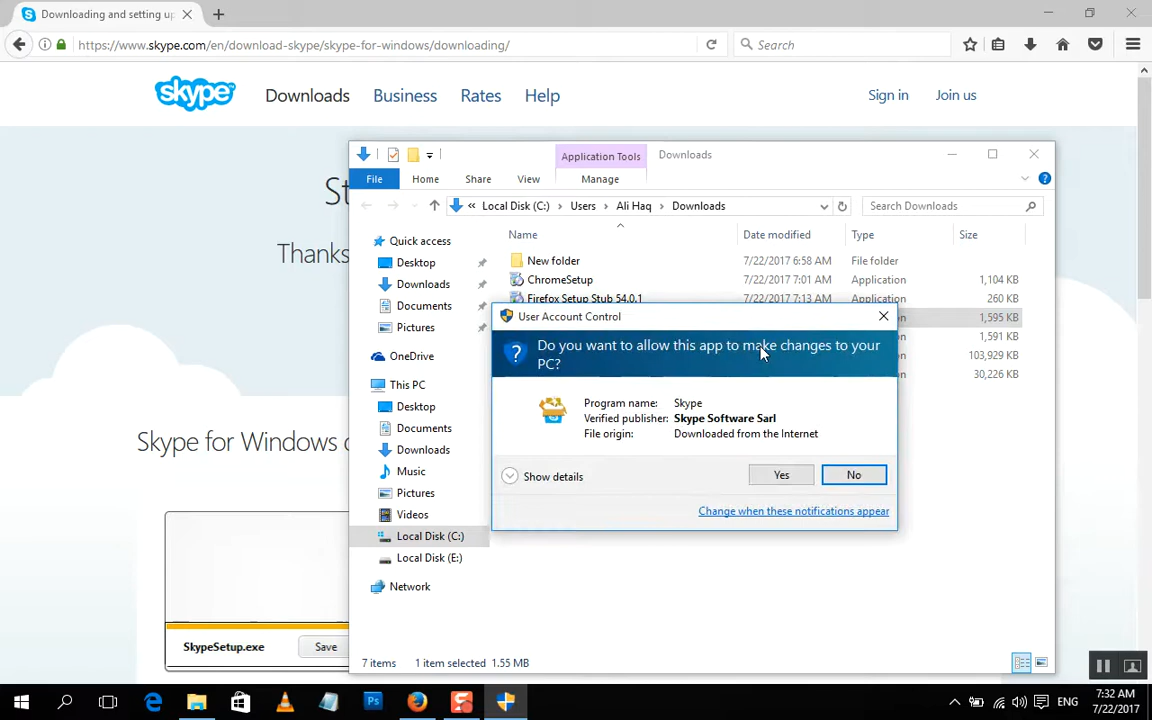 Downloading and setting up
https://www.skype.com/en/download-skype/skype-for-windows/downloading/
Search
skype
Downloads
Business
Rates
Help
Sign in
Join us
St
Thanks
Skype for Windows
SkypeSetup.exe
Save
Application Tools
Downloads
File
Home
Share
View
Manage
« Local Disk (C:) > Users > Ali Haq > Downloads
Search Downloads
Name
Date modified
Type
Size
Quick access
Desktop
Downloads
Documents
Pictures
OneDrive
This PC
Desktop
Documents
Downloads
Music
Pictures
Videos
Local Disk (C:)
Local Disk (E:)
Network
New folder 7/22/2017 6:58 AM File folder
ChromeSetup 7/22/2017 7:01 AM Application 1,104 KB
Firefox Setup Stub 54.0.1 7/22/2017 7:13 AM Application 260 KB
on 1,595 KB
on 1,591 KB
on 103,929 KB
on 30,226 KB
User Account Control
Do you want to allow this app to make changes to your
PC?
Program name: Skype
Verified publisher: Skype Software Sarl
File origin: Downloaded from the Internet
Show details
Yes
No
Change when these notifications appear
7 items 1 item selected 1.55 MB
ENG
7:32 AM
7/22/2017